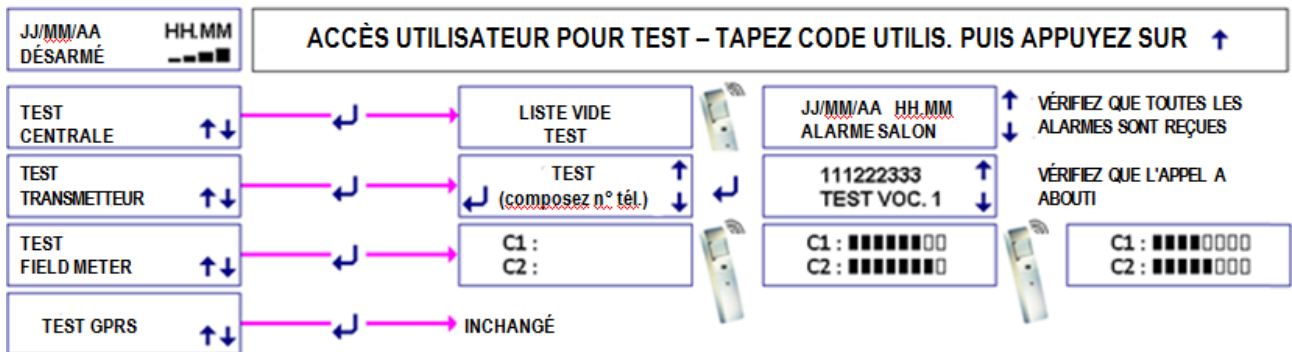 JJ/MM/AA HH.MM
DÉSARMÉ
ACCÈS UTILISATEUR POUR TEST – TAPEZ CODE UTILIS. PUIS APPUYEZ SUR ↑
TEST
CENTRALE
LISTE VIDE
TEST
JJ/MM/AA HH.MM
ALARME SALON
VÉRIFIEZ QUE TOUTES LES
ALARMES SONT REÇUES
TEST
TRANSMETTEUR
TEST
(composez n° tél.)
111222333
TEST VOC. 1
VÉRIFIEZ QUE L'APPEL A
ABOUTI
TEST
FIELD METER
C1 :
C2 :
C1 :
C2 :
C1 :
C2 :
TEST GPRS
INCHANGÉ